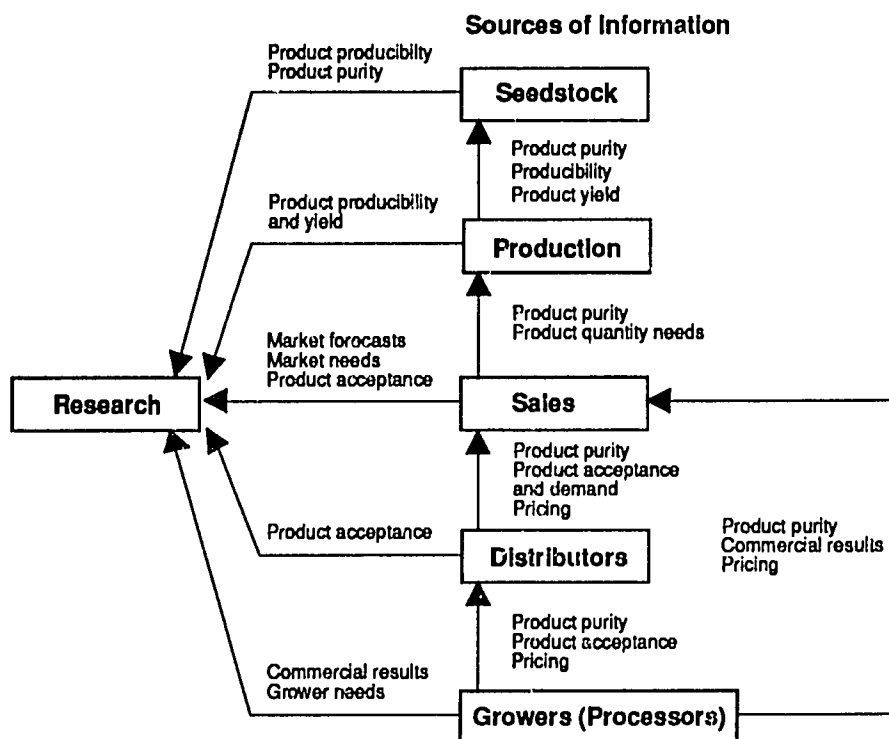 Sources of Information
Product producibilty
Product purity
Seedstock
Product purity
Producibility
Product yield
Product producibility
and yield
Production
Product purity
Product quantity needs
Market forocasts
Market needs
Product acceptance
Research
Sales
Product purity
Product acceptance
and demand
Pricing
Product acceptance
Distributors
Product purity
Commercial results
Pricing
Product purity
Product acceptance
Pricing
Commercial results
Grower needs
Growers (Processors)